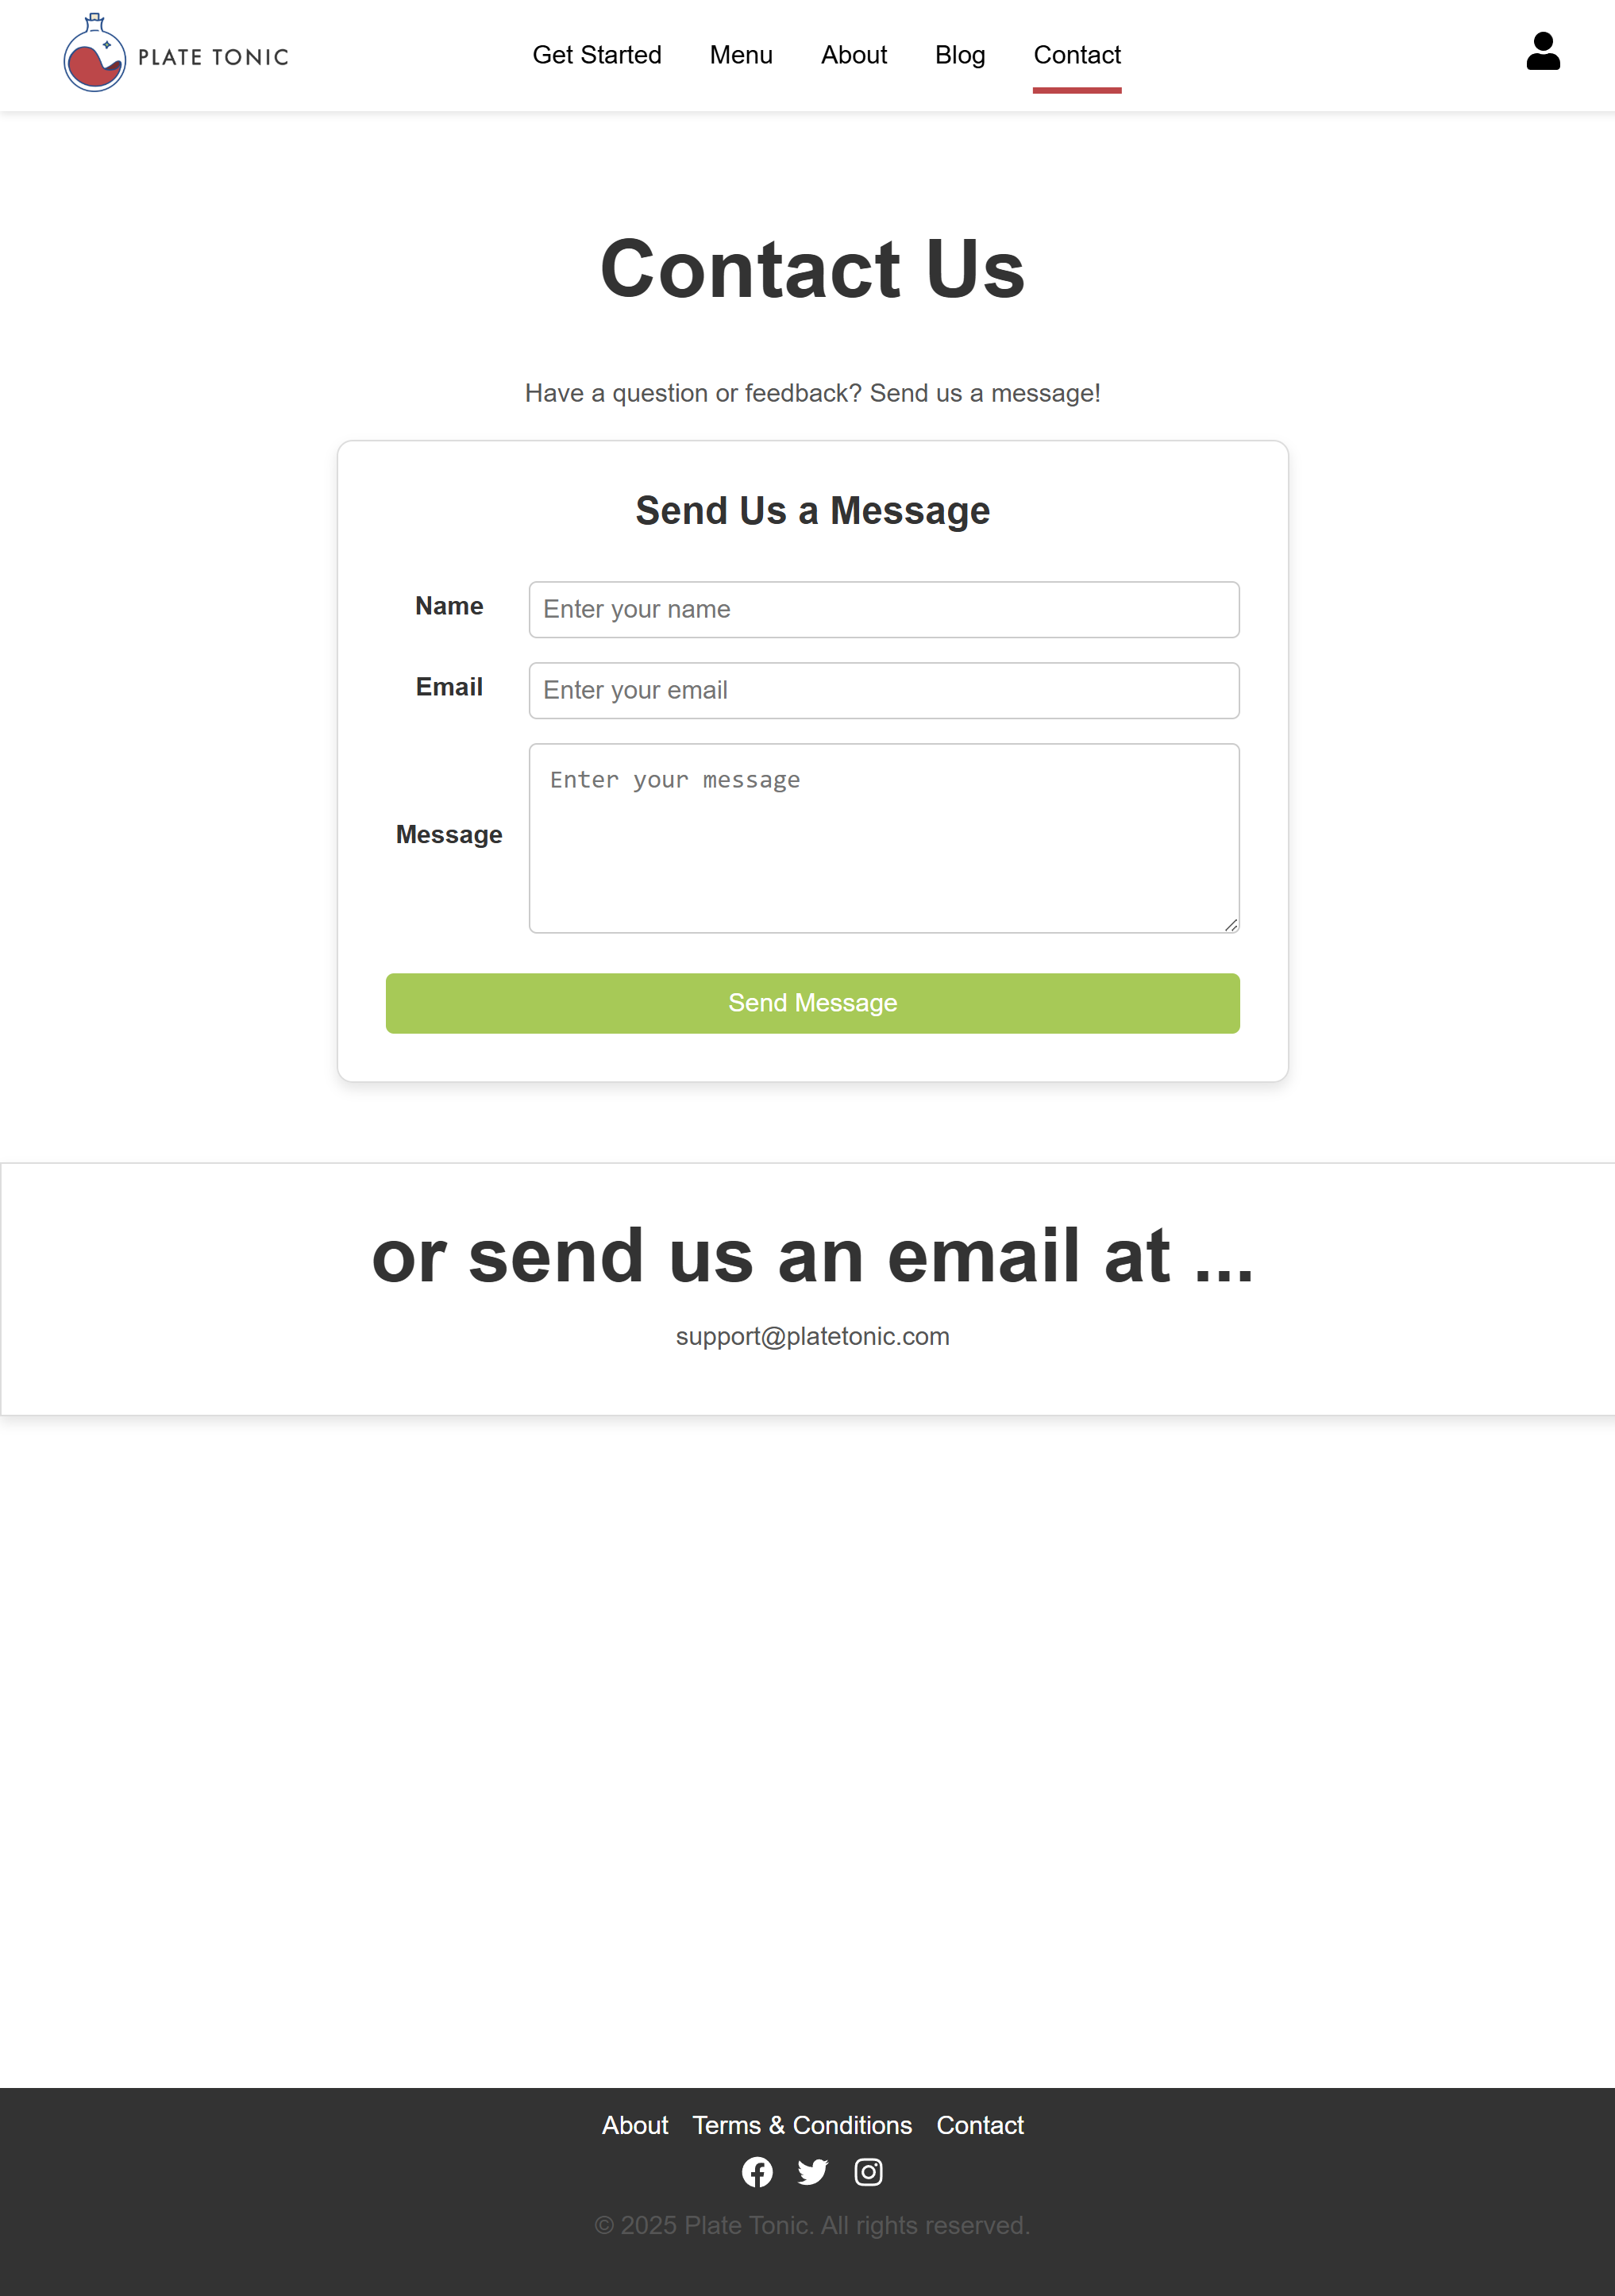 PLATE TONIC
Get Started Menu About Blog Contact
Contact Us
Have a question or feedback? Send us a message!
Send Us a Message
Name Enter your name
Email Enter your email
Message Enter your message
Send Message
or send us an email at ...
support@platetonic.com
About Terms & Conditions Contact
© 2025 Plate Tonic. All rights reserved.